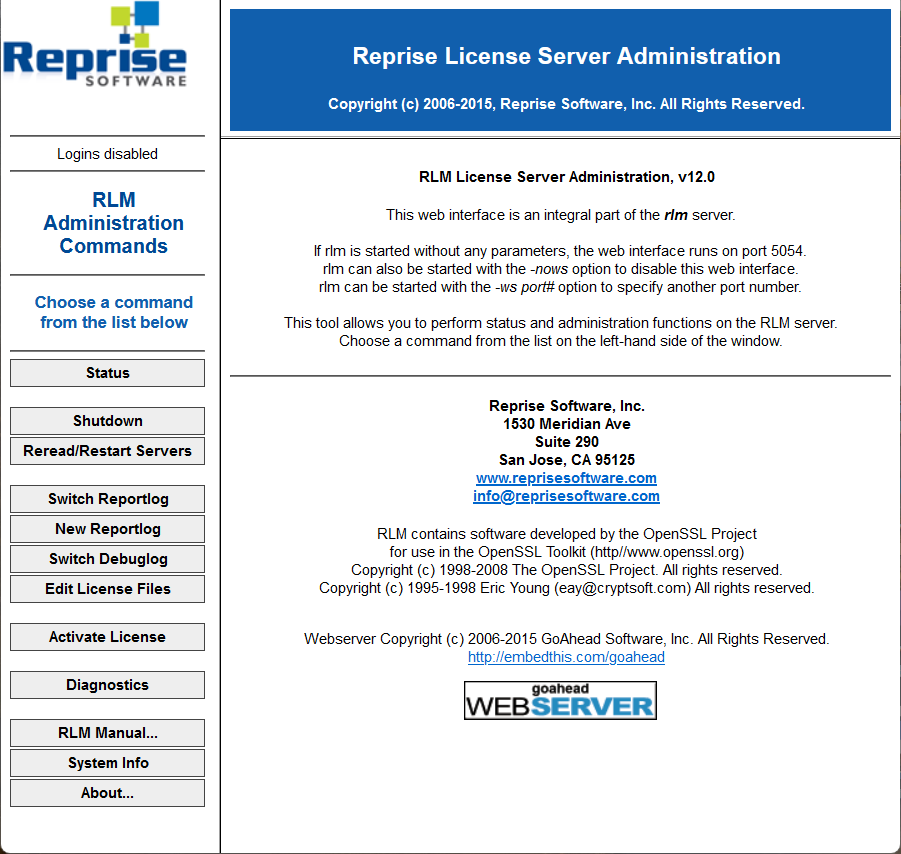 Reprise
SOFTWARE
Logins disabled
RLM
Administration
Commands
Choose a command
from the list below
Status
Shutdown
Reread/Restart Servers
Switch Reportlog
New Reportlog
Switch Debuglog
Edit License Files
Activate License
Diagnostics
RLM Manual...
System Info
About...
Reprise License Server Administration
Copyright (c) 2006-2015, Reprise Software, Inc. All Rights Reserved.
RLM License Server Administration, v12.0
This web interface is an integral part of the rlm server.
If rlm is started without any parameters, the web interface runs on port 5054.
rlm can also be started with the -nows option to disable this web interface.
rlm can be started with the -ws port# option to specify another port number.
This tool allows you to perform status and administration functions on the RLM server.
Choose a command from the list on the left-hand side of the window.
Reprise Software, Inc.
1530 Meridian Ave
Suite 290
San Jose, CA 95125
www.reprisesoftware.com
info@reprisesoftware.com
RLM contains software developed by the OpenSSL Project
for use in the OpenSSL Toolkit (http//www.openssl.org)
Copyright (c) 1998-2008 The OpenSSL Project. All rights reserved.
Copyright (c) 1995-1998 Eric Young (eay@cryptsoft.com) All rights reserved.
Webserver Copyright (c) 2006-2015 GoAhead Software, Inc. All Rights Reserved.
http://embedthis.com/goahead
goahead
WEBSERVER